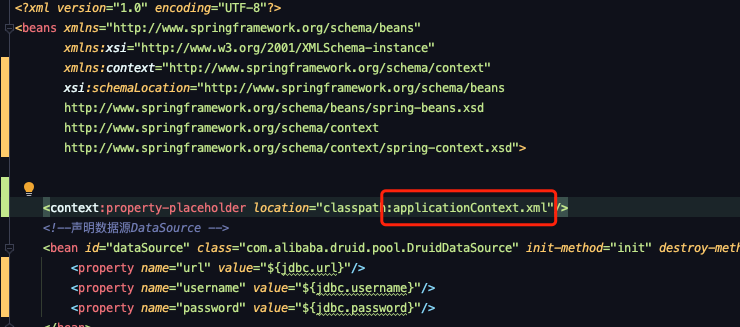 <?xml version="1.0" encoding="UTF-8"?>
<beans xmlns="http://www.springframework.org/schema/beans"
xmlns:xsi="http://www.w3.org/2001/XMLSchema-instance"
xmlns:context="http://www.springframework.org/schema/context"
xsi:schemaLocation="http://www.springframework.org/schema/beans
http://www.springframework.org/schema/beans/spring-beans.xsd
http://www.springframework.org/schema/context
http://www.springframework.org/schema/context/spring-context.xsd">
<context:property-placeholder location="classpath:applicationContext.xml"/>
<!--声明数据源DataSource -->
<bean id="dataSource" class="com.alibaba.druid.pool.DruidDataSource" init-method="init" destroy-meth
<property name="url" value="${jdbc.url}"/>
<property name="username" value="${jdbc.username}"/>
<property name="password" value="${jdbc.password}"/>
</bean>